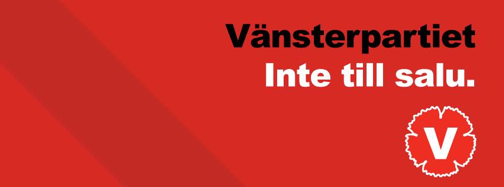 Vänsterpartiet
Inte till salu.
V